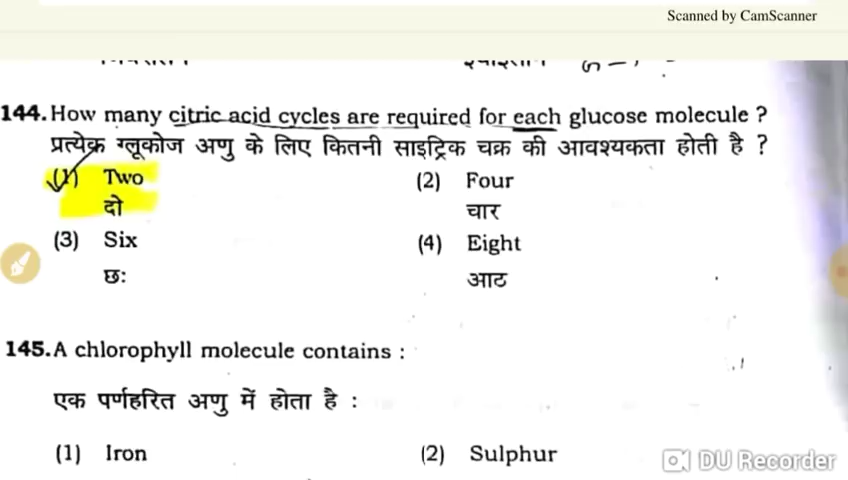 Scanned by CamScanner
144. How many citric acid cycles are required for each glucose molecule ?
प्रत्येक ग्लूकोज अणु के लिए कितनी साइट्रिक चक्र की आवश्यकता होती है ?
(1) Two (2) Four
दो चार
(3) Six (4) Eight
छः आठ
145. A chlorophyll molecule contains :
एक पर्णहरित अणु में होता है :
(1) Iron (2) Sulphur
DU Recorder